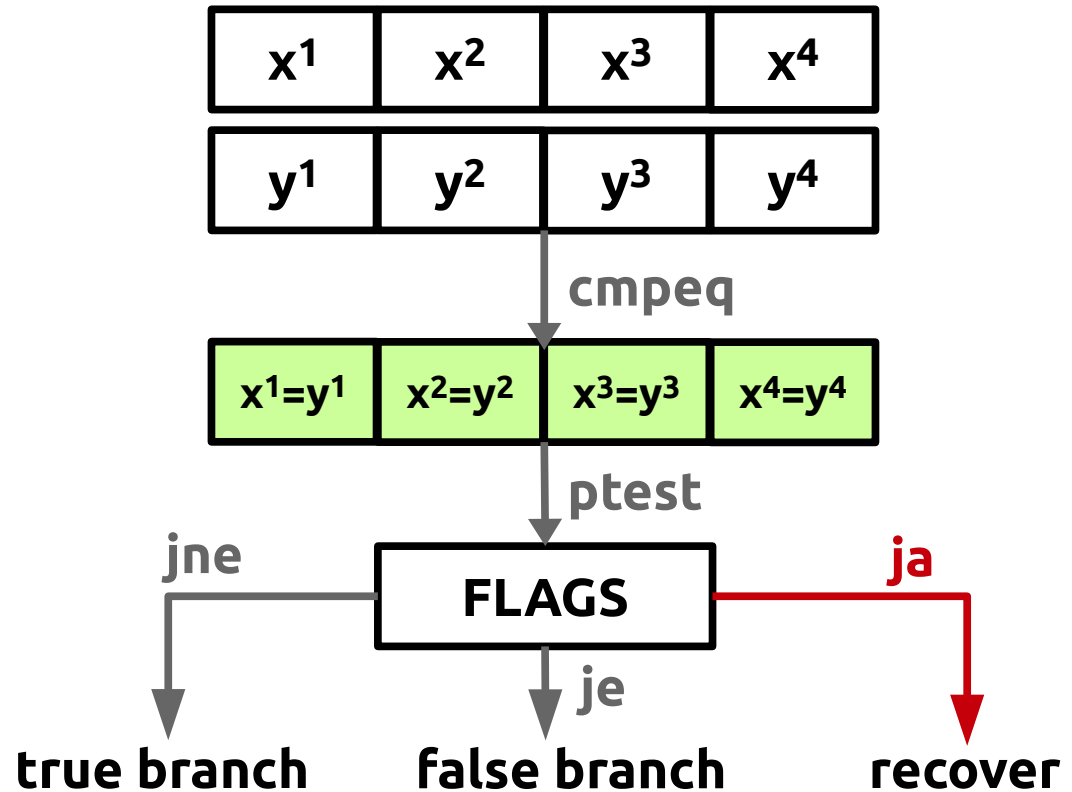 x¹ x² x³ x⁴
y¹ y² y³ y⁴
cmpeq
x¹=y¹ x²=y² x³=y³ x⁴=y⁴
ptest
jne
ja
FLAGS
je
true branch false branch recover